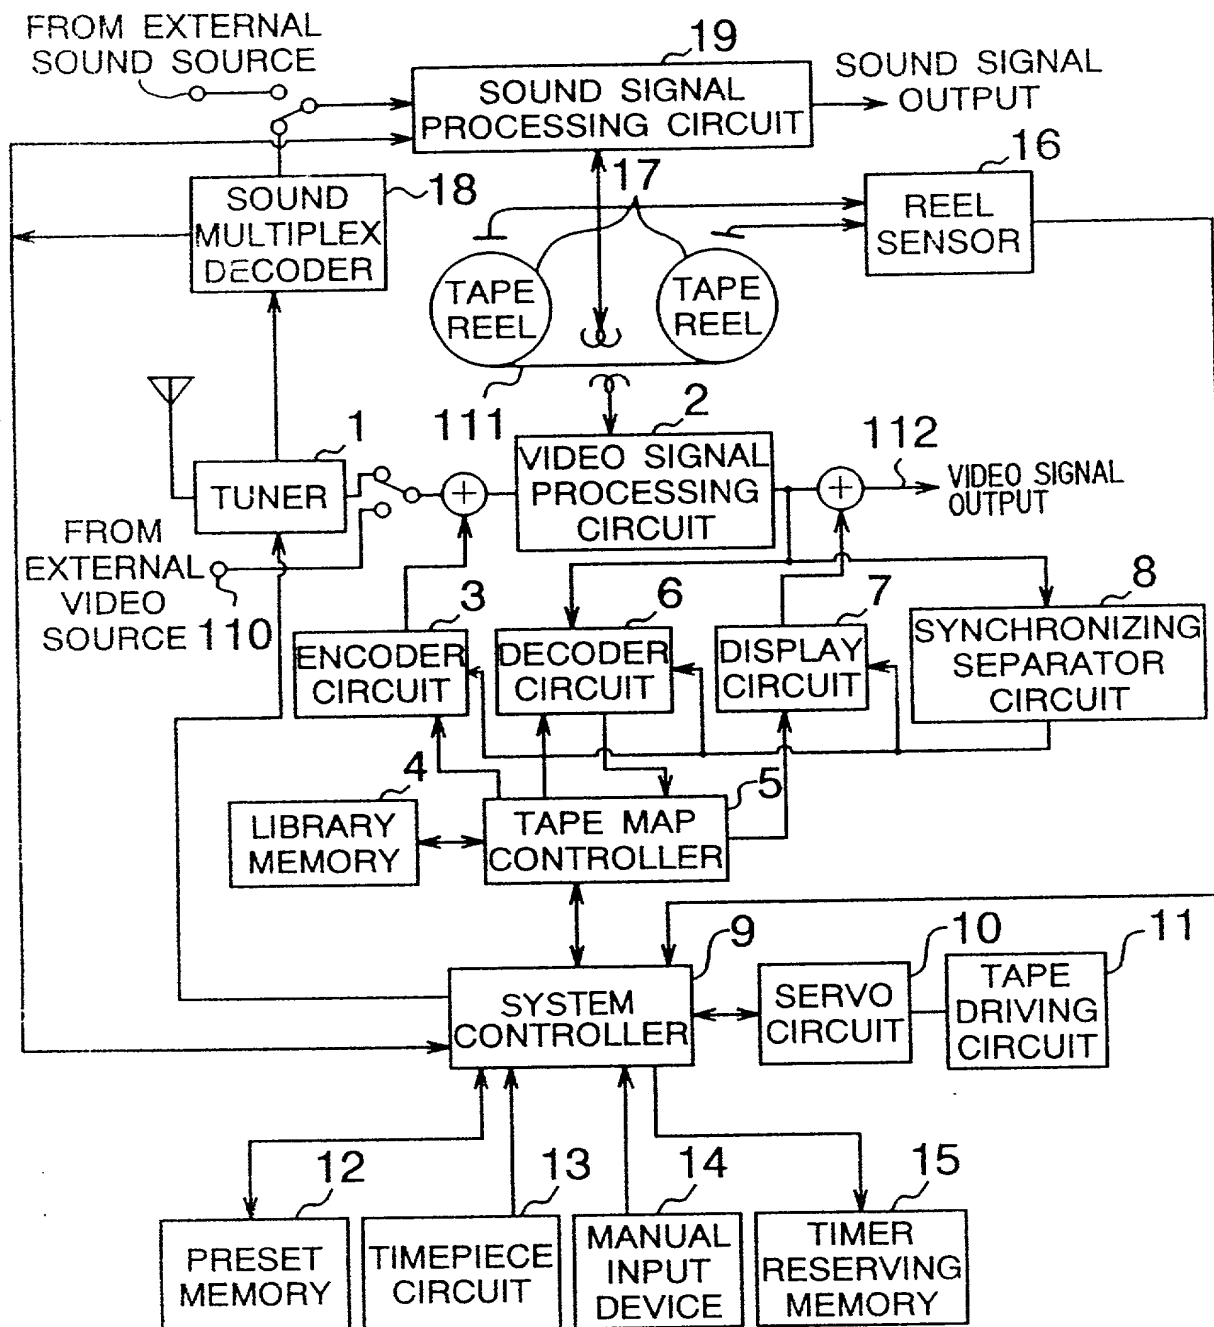 FROM EXTERNAL
SOUND SOURCE
19
SOUND SIGNAL
PROCESSING CIRCUIT
SOUND SIGNAL
OUTPUT
16
REEL
SENSOR
17
SOUND
MULTIPLEX
DECODER
18
TAPE
REEL
TAPE
REEL
111
1
TUNER
2
VIDEO SIGNAL
PROCESSING
CIRCUIT
112
VIDEO SIGNAL
OUTPUT
FROM
EXTERNAL
VIDEO
SOURCE 110
3
ENCODER
CIRCUIT
6
DECODER
CIRCUIT
7
DISPLAY
CIRCUIT
8
SYNCHRONIZING
SEPARATOR
CIRCUIT
4
LIBRARY
MEMORY
5
TAPE MAP
CONTROLLER
9
SYSTEM
CONTROLLER
10
SERVO
CIRCUIT
11
TAPE
DRIVING
CIRCUIT
12
PRESET
MEMORY
13
TIMEPIECE
CIRCUIT
14
MANUAL
INPUT
DEVICE
15
TIMER
RESERVING
MEMORY